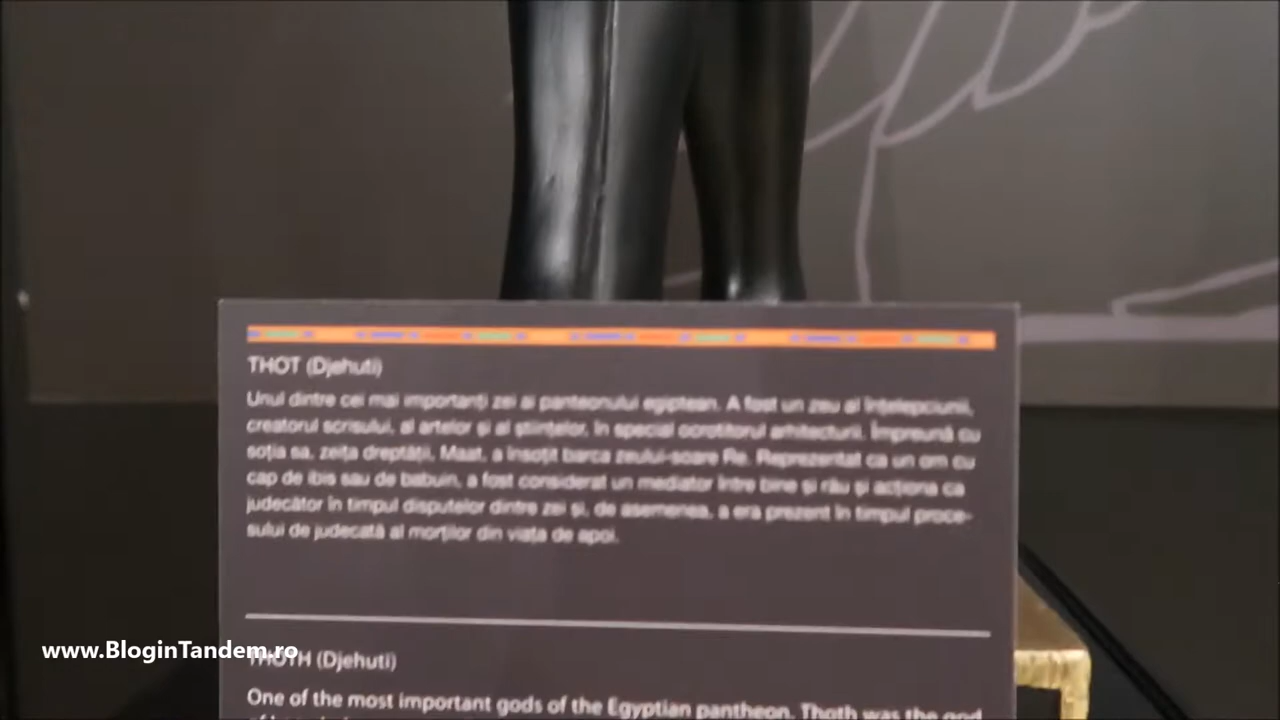 THOT (Djehuti)
Unul dintre cei mai importanți zei ai panteonului egiptean. A fost un zeu al înțelepciunii,
creatorul scrisului, al artelor și al științelor, în special ocrotitorul arhitecturii. Împreună cu
soția sa, zeița dreptății, Maat, a însoțit barca zeului-soare Re. Reprezentat ca un om cu
cap de ibis sau de babuin, a fost considerat un mediator între bine și rău și acționa ca
judecător în timpul disputelor dintre zei și, de asemenea, a era prezent în timpul proce-
sului de judecată al morților din viața de apoi.
www.BloginTandem.ro
THOTH (Djehuti)
One of the most important gods of the Egyptian pantheon. Thoth was the god